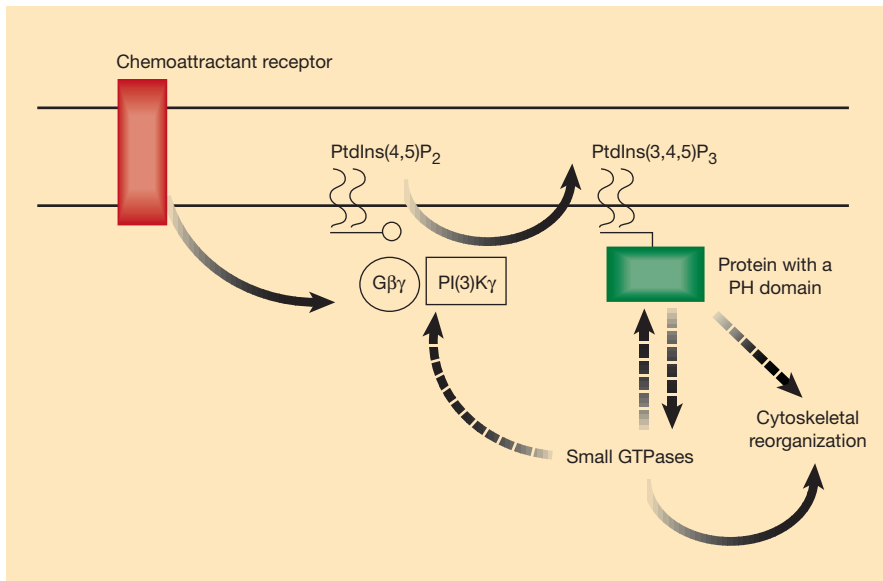 Chemoattractant receptor
PtdIns(4,5)P₂
PtdIns(3,4,5)P₃
Gβγ
PI(3)Kγ
Protein with a
PH domain
Cytoskeletal
reorganization
Small GTPases